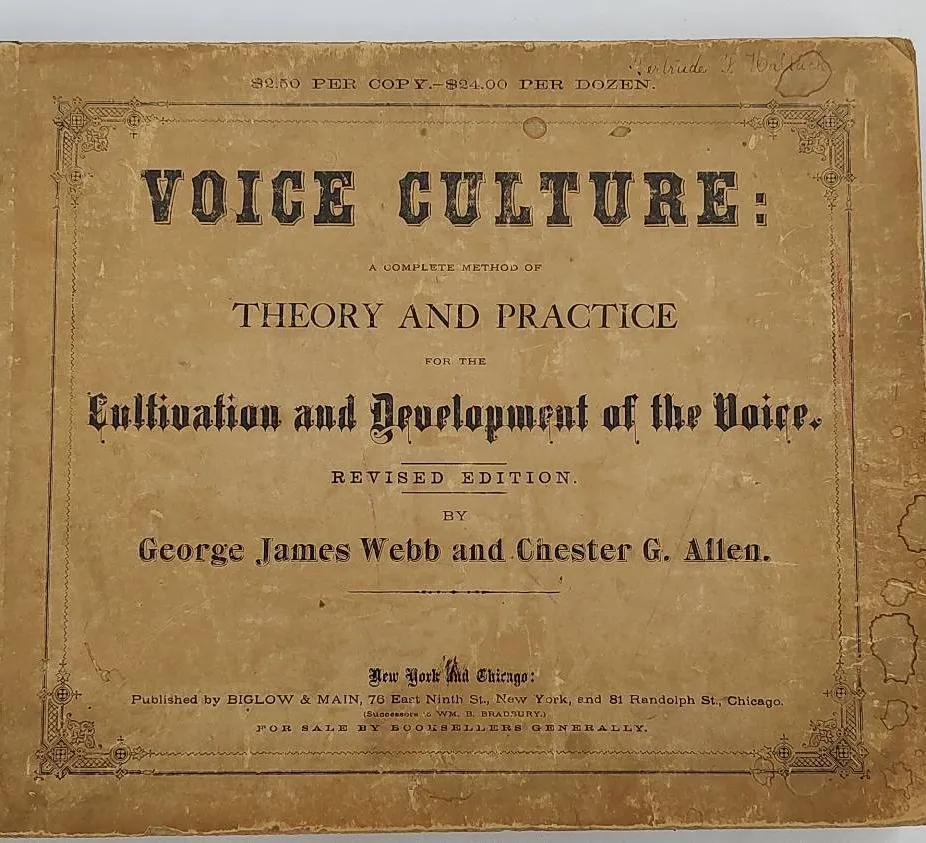 Gertrude
$2.50 PER COPY.—$24.00 PER DOZEN.
VOICE CULTURE:
A COMPLETE METHOD OF
THEORY AND PRACTICE
FOR THE
Cultivation and Development of the Voice.
REVISED EDITION.
BY
George James Webb and Chester G. Allen.
New York and Chicago:
Published by BIGLOW & MAIN, 76 East Ninth St., New York, and 81 Randolph St., Chicago.
(Successors to WM. B. BRADBURY.)
FOR SALE BY BOOKSELLERS GENERALLY.